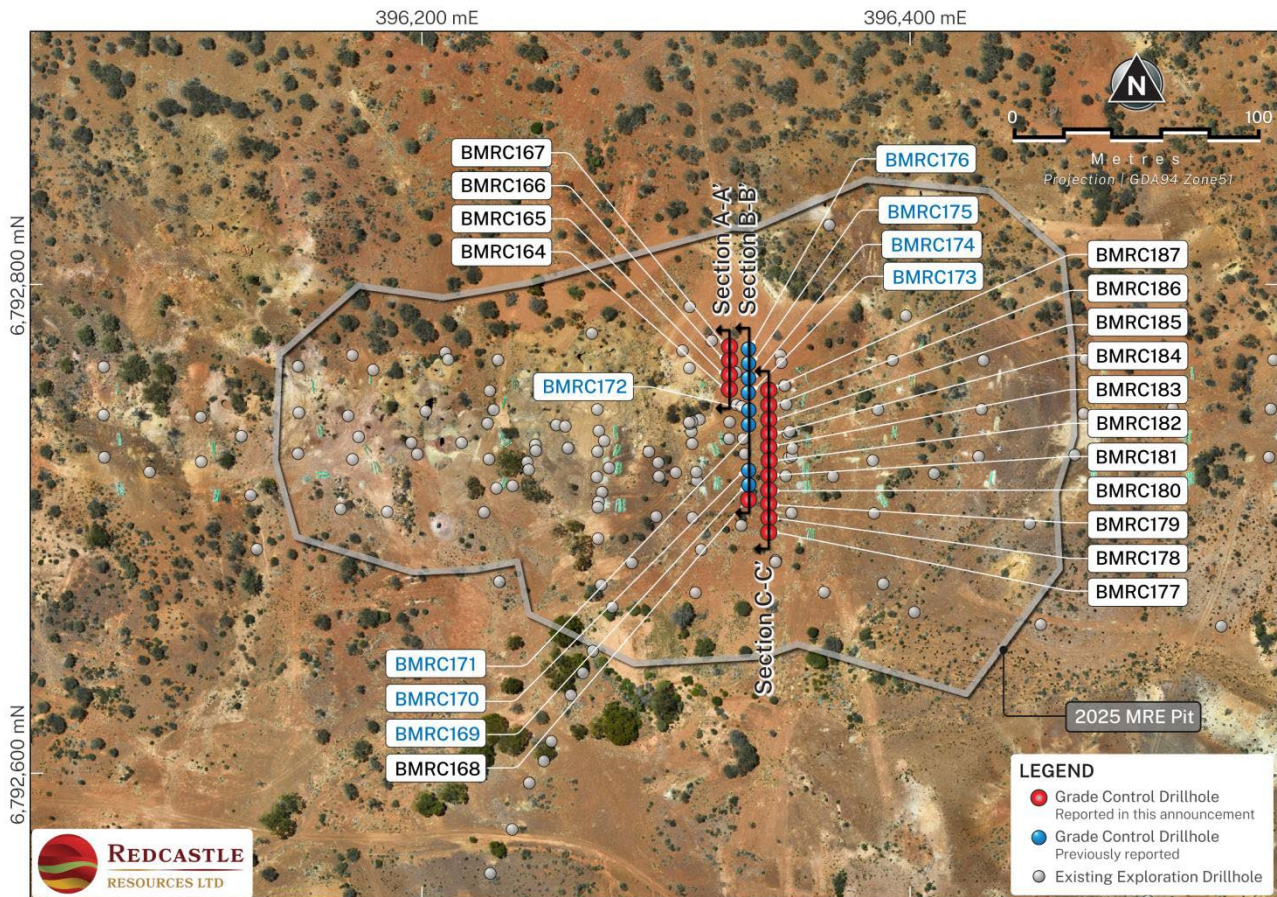 396,200 mE
396,400 mE
6,792,800 mN
6,792,600 mN
N
0
100
Metres
Projection | GDA94 Zone51
BMRC167
BMRC166
BMRC165
BMRC164
Section A-A'
Section B-B'
BMRC176
BMRC175
BMRC174
BMRC173
BMRC172
BMRC187
BMRC186
BMRC185
BMRC184
BMRC183
BMRC182
BMRC181
BMRC180
BMRC179
BMRC178
BMRC177
BMRC171
BMRC170
BMRC169
BMRC168
Section C-C'
2025 MRE Pit
LEGEND
Grade Control Drillhole
Reported in this announcement
Grade Control Drillhole
Previously reported
Existing Exploration Drillhole
REDCASTLE
RESOURCES LTD